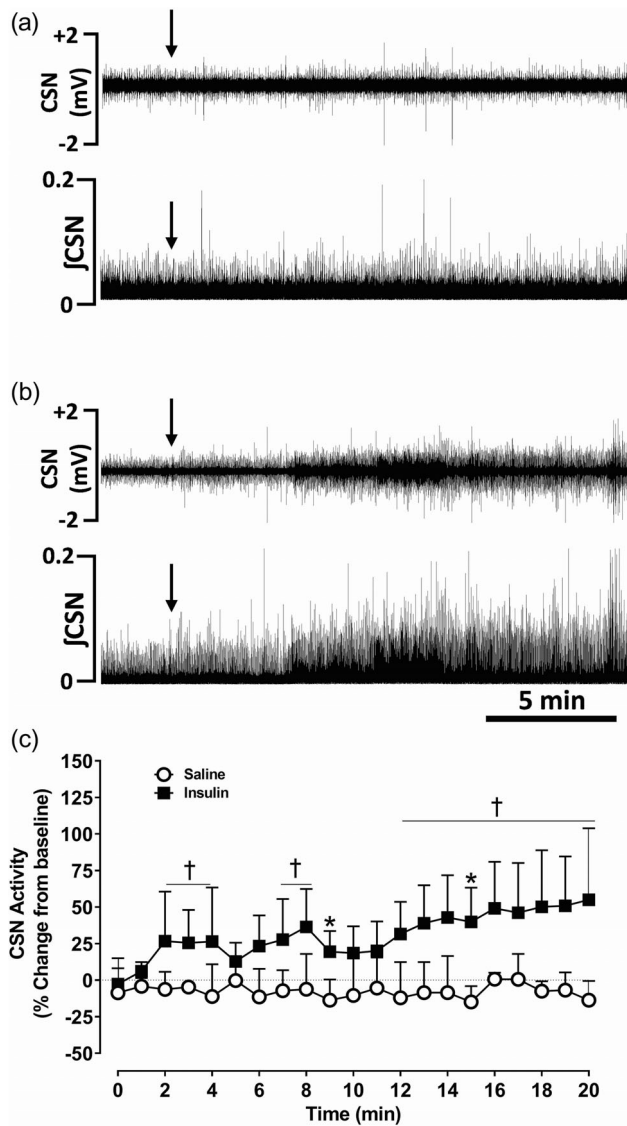 (a)
+2
CSN
(mV)
-2
0.2
∫CSN
0
(b)
+2
CSN
(mV)
-2
0.2
∫CSN
0
5 min
(c)
150
125
100
75
50
25
0
-25
-50
CSN Activity
(% Change from baseline)
Saline
Insulin
†
†
*
*
†
0 2 4 6 8 10 12 14 16 18 20
Time (min)